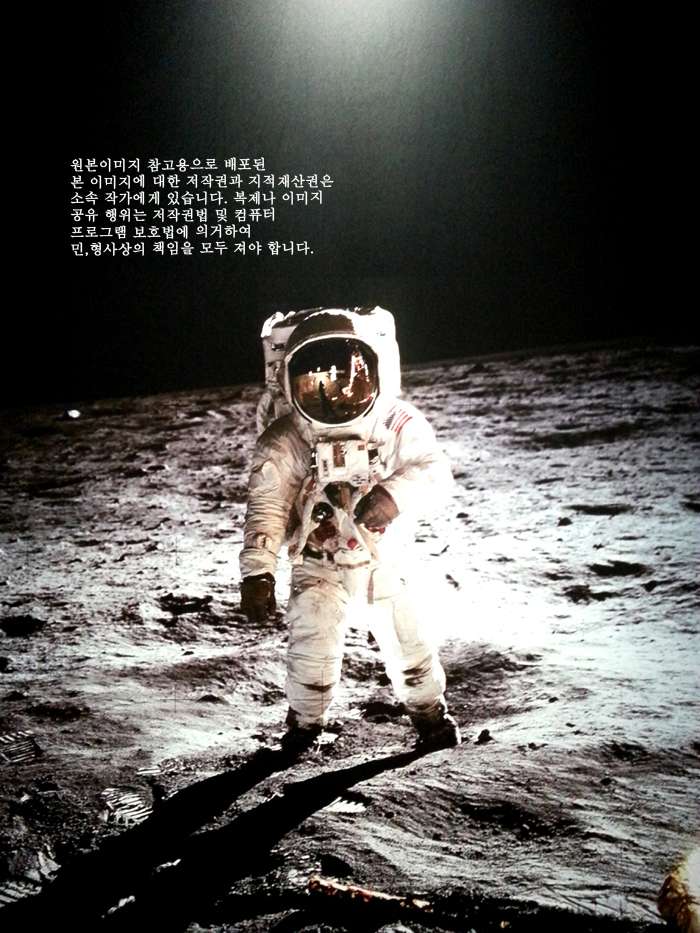 원본이미지 참고용으로 배포된
본 이미지에 대한 저작권과 지적재산권은
소속 작가에게 있습니다. 복제나 이미지
공유 행위는 저작권법 및 컴퓨터
프로그램 보호법에 의거하여
민,형사상의 책임을 모두 져야 합니다.